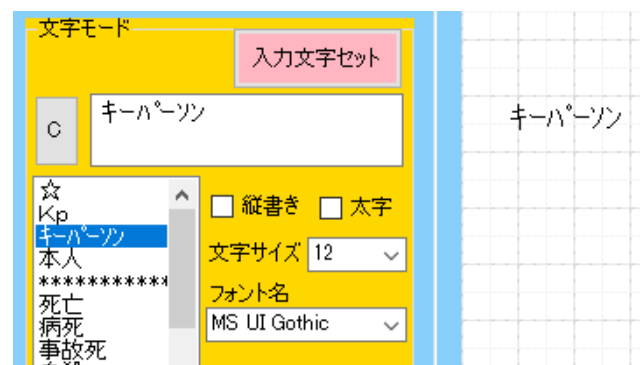 文字モード
入力文字セット
C
キーパーソン
キーパーソン
☆
Kp
キーパーソン
本人
***********
死亡
病死
事故死
縦書き
太字
文字サイズ 12
フォント名
MS UI Gothic